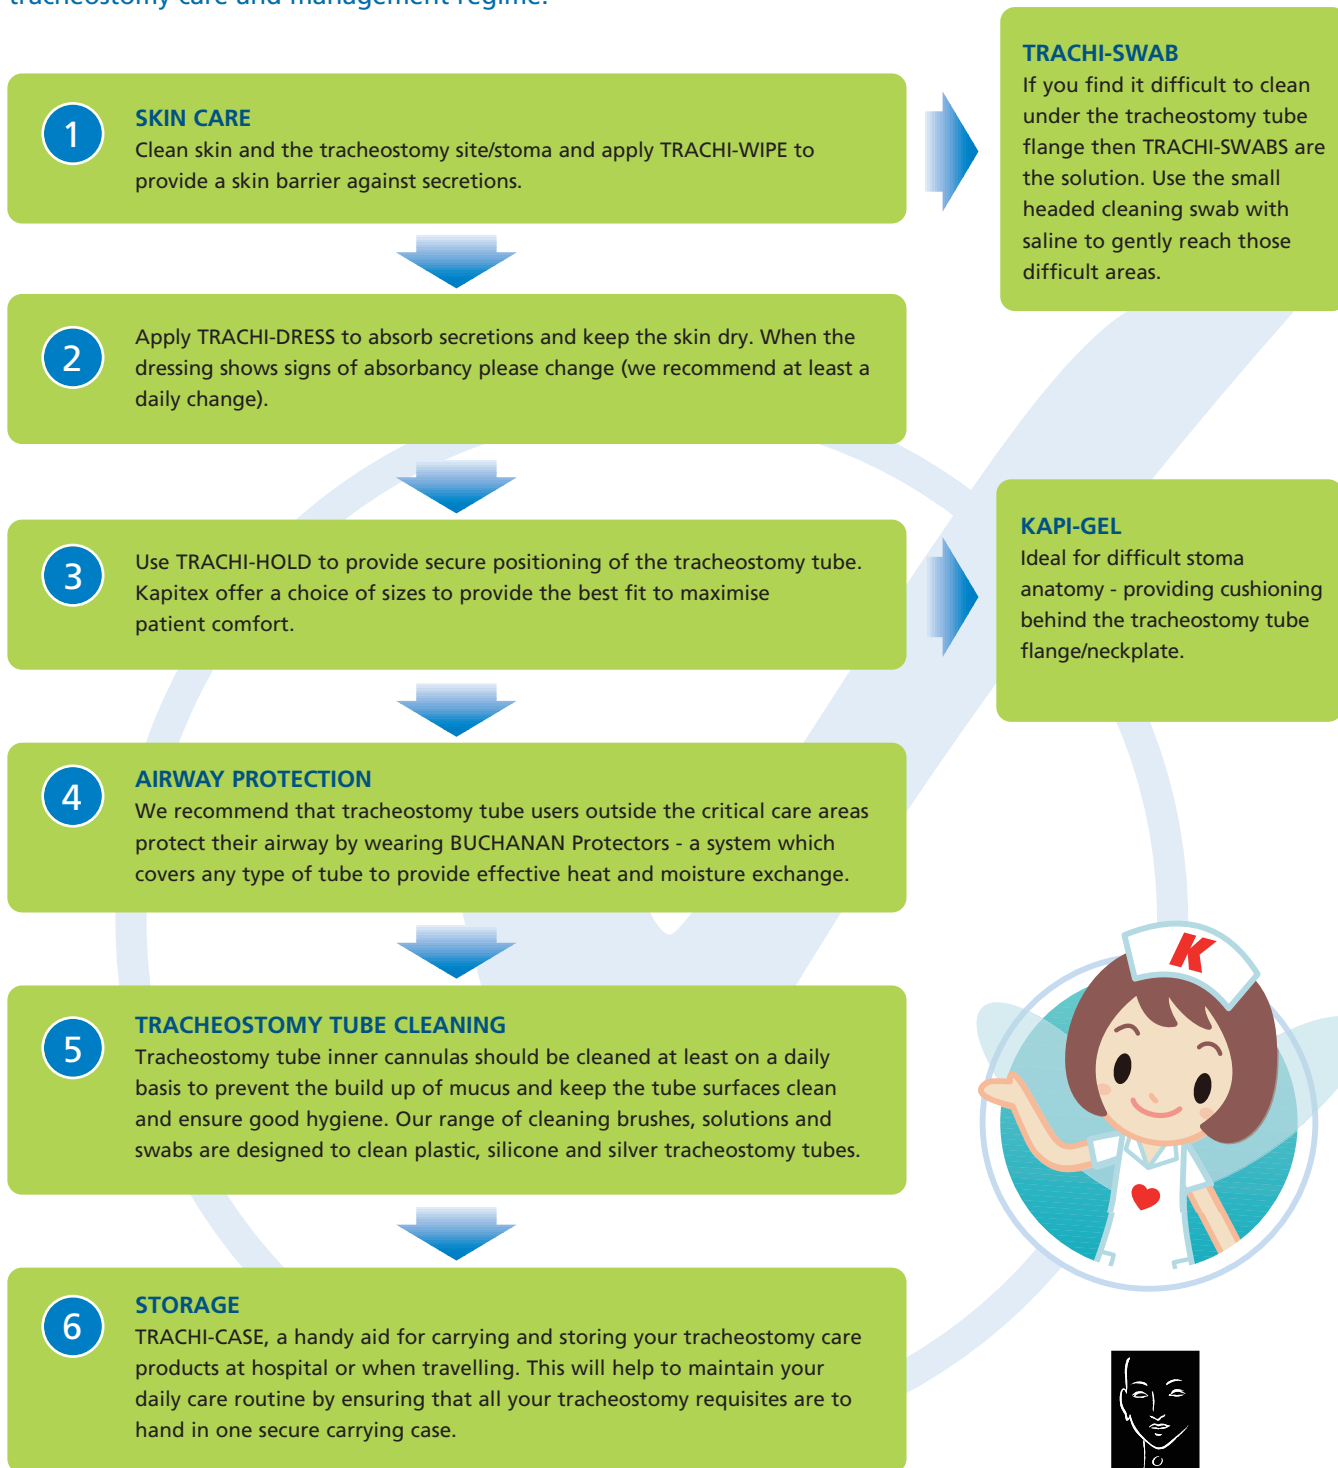 tracheostomy care and management regime.
1
SKIN CARE
Clean skin and the tracheostomy site/stoma and apply TRACHI-WIPE to
provide a skin barrier against secretions.
TRACHI-SWAB
If you find it difficult to clean
under the tracheostomy tube
flange then TRACHI-SWABS are
the solution. Use the small
headed cleaning swab with
saline to gently reach those
difficult areas.
2
Apply TRACHI-DRESS to absorb secretions and keep the skin dry. When the
dressing shows signs of absorbancy please change (we recommend at least a
daily change).
3
Use TRACHI-HOLD to provide secure positioning of the tracheostomy tube.
Kapitex offer a choice of sizes to provide the best fit to maximise
patient comfort.
KAPI-GEL
Ideal for difficult stoma
anatomy - providing cushioning
behind the tracheostomy tube
flange/neckplate.
4
AIRWAY PROTECTION
We recommend that tracheostomy tube users outside the critical care areas
protect their airway by wearing BUCHANAN Protectors - a system which
covers any type of tube to provide effective heat and moisture exchange.
5
TRACHEOSTOMY TUBE CLEANING
Tracheostomy tube inner cannulas should be cleaned at least on a daily
basis to prevent the build up of mucus and keep the tube surfaces clean
and ensure good hygiene. Our range of cleaning brushes, solutions and
swabs are designed to clean plastic, silicone and silver tracheostomy tubes.
K
6
STORAGE
TRACHI-CASE, a handy aid for carrying and storing your tracheostomy care
products at hospital or when travelling. This will help to maintain your
daily care routine by ensuring that all your tracheostomy requisites are to
hand in one secure carrying case.